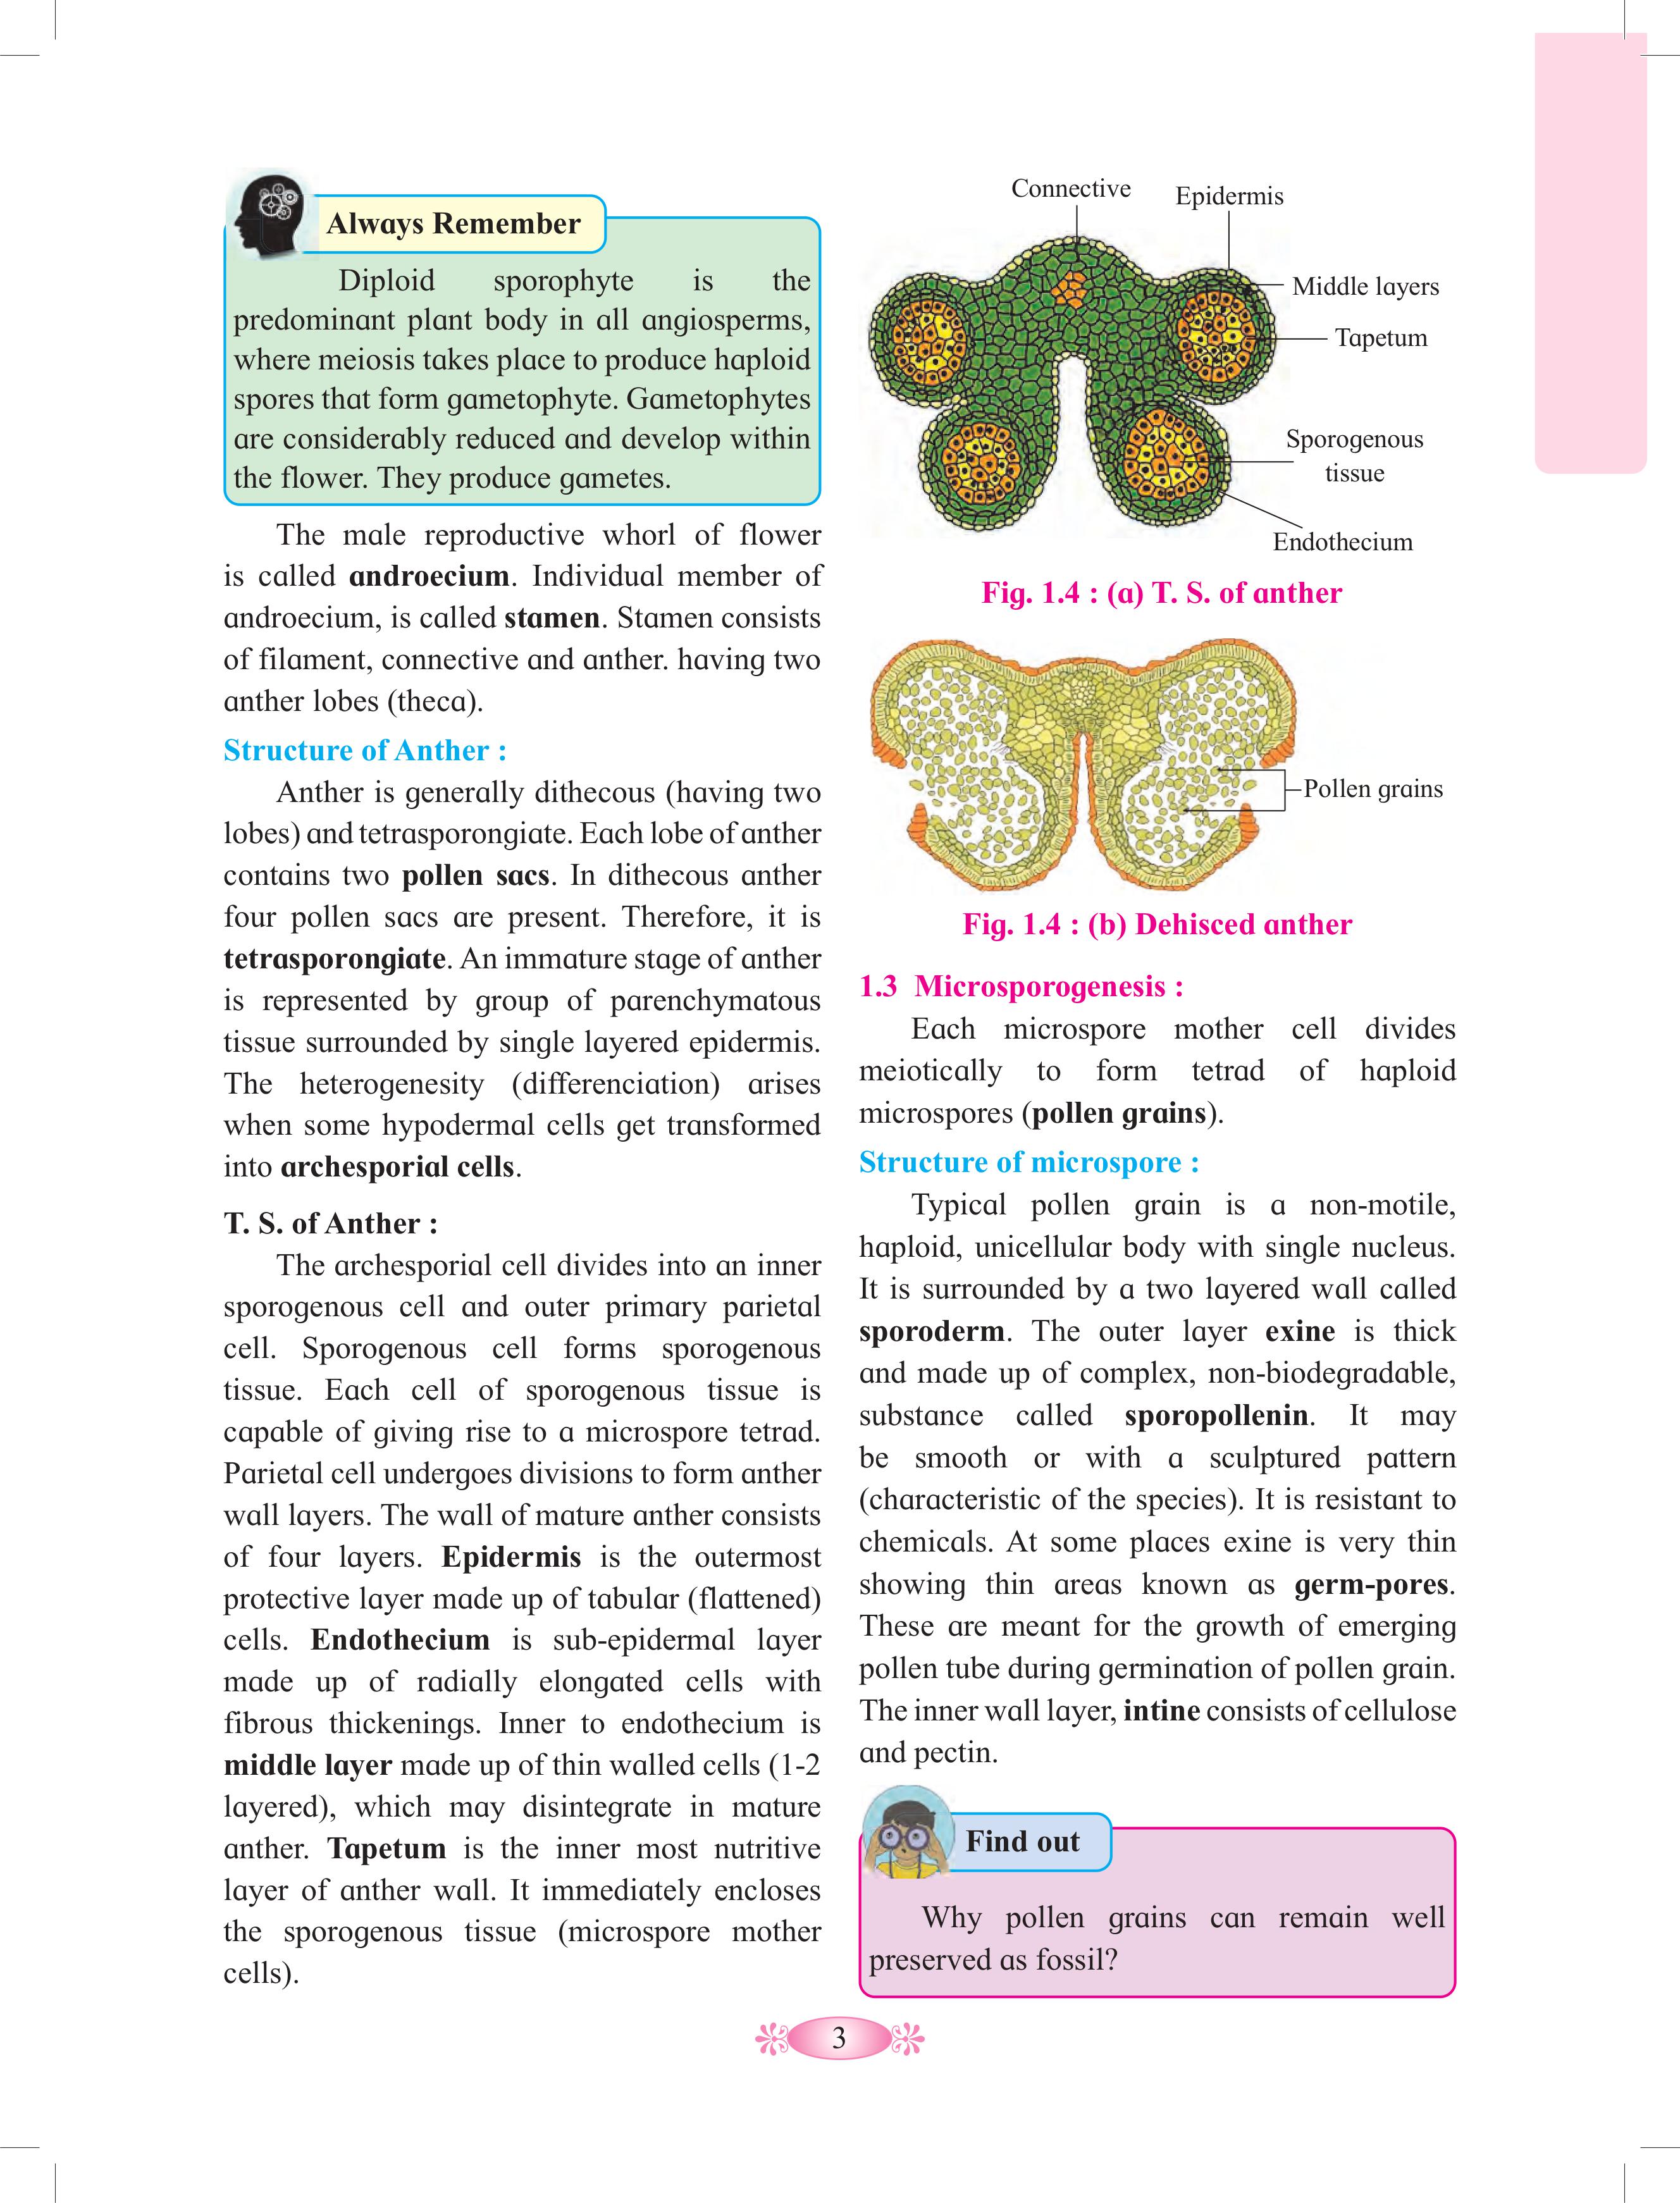 Always Remember
Diploid sporophyte is the
predominant plant body in all angiosperms,
where meiosis takes place to produce haploid
spores that form gametophyte. Gametophytes
are considerably reduced and develop within
the flower. They produce gametes.
The male reproductive whorl of flower
is called androecium. Individual member of
androecium, is called stamen. Stamen consists
of filament, connective and anther. having two
anther lobes (theca).
Structure of Anther :
Anther is generally dithecous (having two
lobes) and tetrasporongiate. Each lobe of anther
contains two pollen sacs. In dithecous anther
four pollen sacs are present. Therefore, it is
tetrasporongiate. An immature stage of anther
is represented by group of parenchymatous
tissue surrounded by single layered epidermis.
The heterogenesity (differenciation) arises
when some hypodermal cells get transformed
into archesporial cells.
T. S. of Anther :
The archesporial cell divides into an inner
sporogenous cell and outer primary parietal
cell. Sporogenous cell forms sporogenous
tissue. Each cell of sporogenous tissue is
capable of giving rise to a microspore tetrad.
Parietal cell undergoes divisions to form anther
wall layers. The wall of mature anther consists
of four layers. Epidermis is the outermost
protective layer made up of tabular (flattened)
cells. Endothecium is sub-epidermal layer
made up of radially elongated cells with
fibrous thickenings. Inner to endothecium is
middle layer made up of thin walled cells (1-2
layered), which may disintegrate in mature
anther. Tapetum is the inner most nutritive
layer of anther wall. It immediately encloses
the sporogenous tissue (microspore mother
cells).
Connective
Epidermis
Middle layers
Tapetum
Sporogenous
tissue
Endothecium
Fig. 1.4 : (a) T. S. of anther
Pollen grains
Fig. 1.4 : (b) Dehisced anther
1.3 Microsporogenesis :
Each microspore mother cell divides
meiotically to form tetrad of haploid
microspores (pollen grains).
Structure of microspore :
Typical pollen grain is a non-motile,
haploid, unicellular body with single nucleus.
It is surrounded by a two layered wall called
sporoderm. The outer layer exine is thick
and made up of complex, non-biodegradable,
substance called sporopollenin. It may
be smooth or with a sculptured pattern
(characteristic of the species). It is resistant to
chemicals. At some places exine is very thin
showing thin areas known as germ-pores.
These are meant for the growth of emerging
pollen tube during germination of pollen grain.
The inner wall layer, intine consists of cellulose
and pectin.
Find out
Why pollen grains can remain well
preserved as fossil?
3